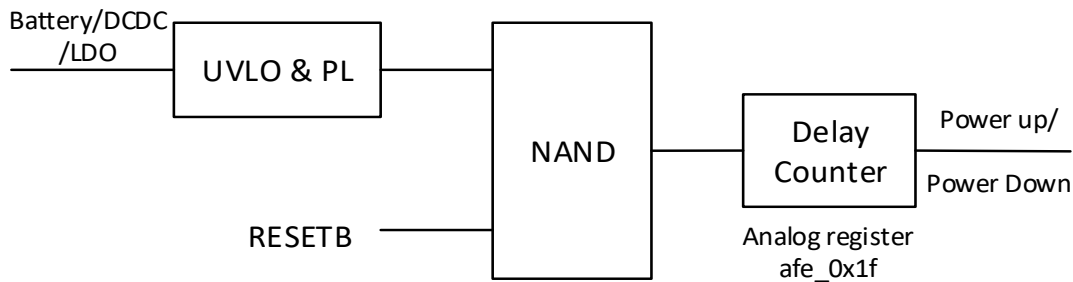 Battery/DCDC
/LDO
UVLO & PL
NAND
RESETB
Delay
Counter
Power up/
Power Down
Analog register
afe_0x1f